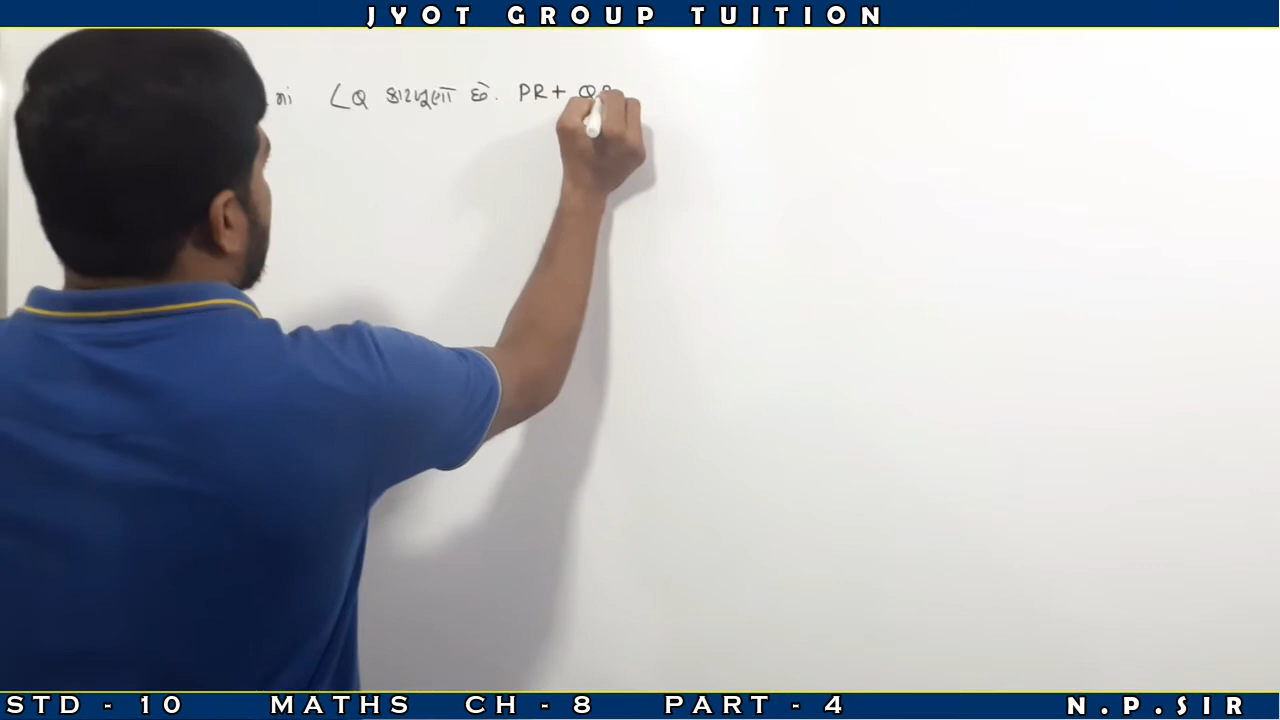 JYOT GROUP TUITION
માં ∠Q કાટખૂણો છે. PR+ Q
STD - 10 MATHS CH - 8 PART - 4 N.P.SIR